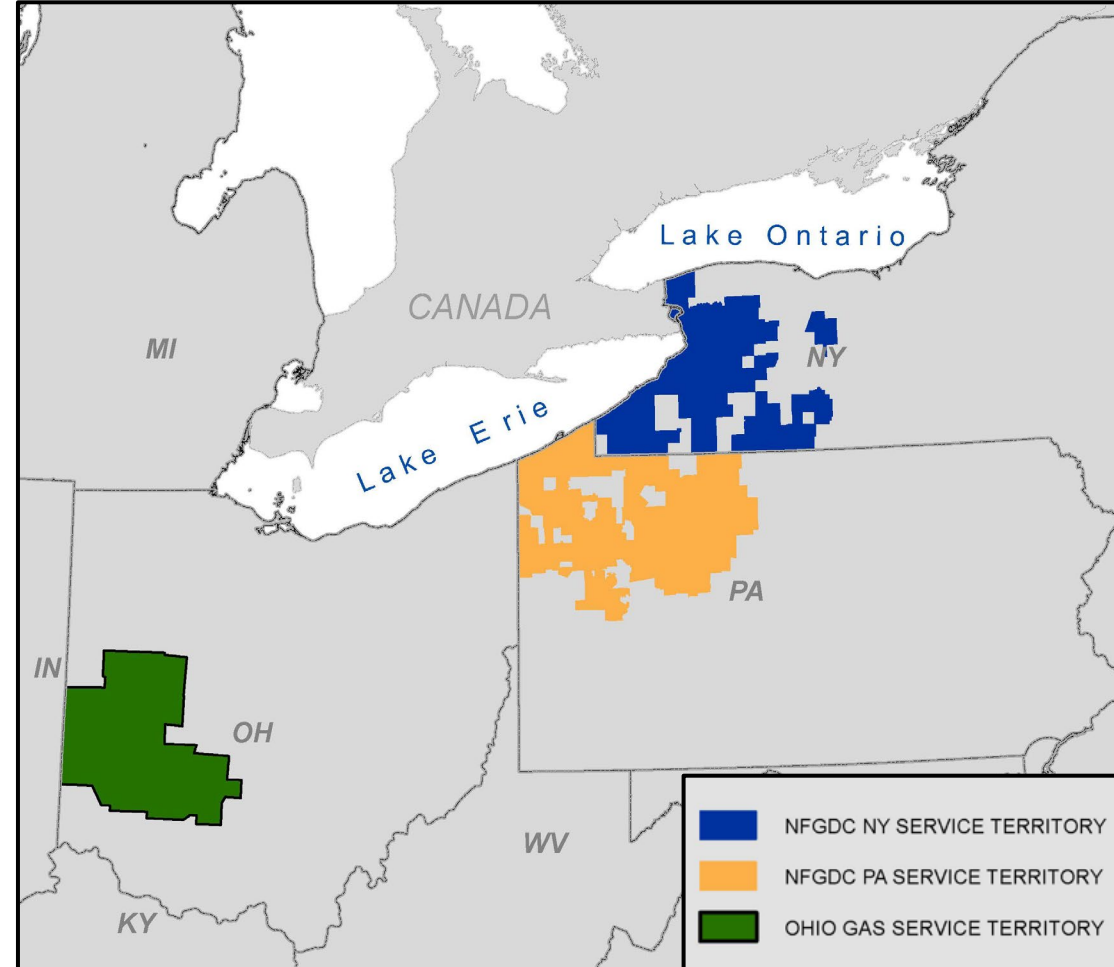 Lake Ontario
CANADA
MI
NY
Lake Erie
PA
IN
OH
WV
KY
NFGDC NY SERVICE TERRITORY
NFGDC PA SERVICE TERRITORY
OHIO GAS SERVICE TERRITORY